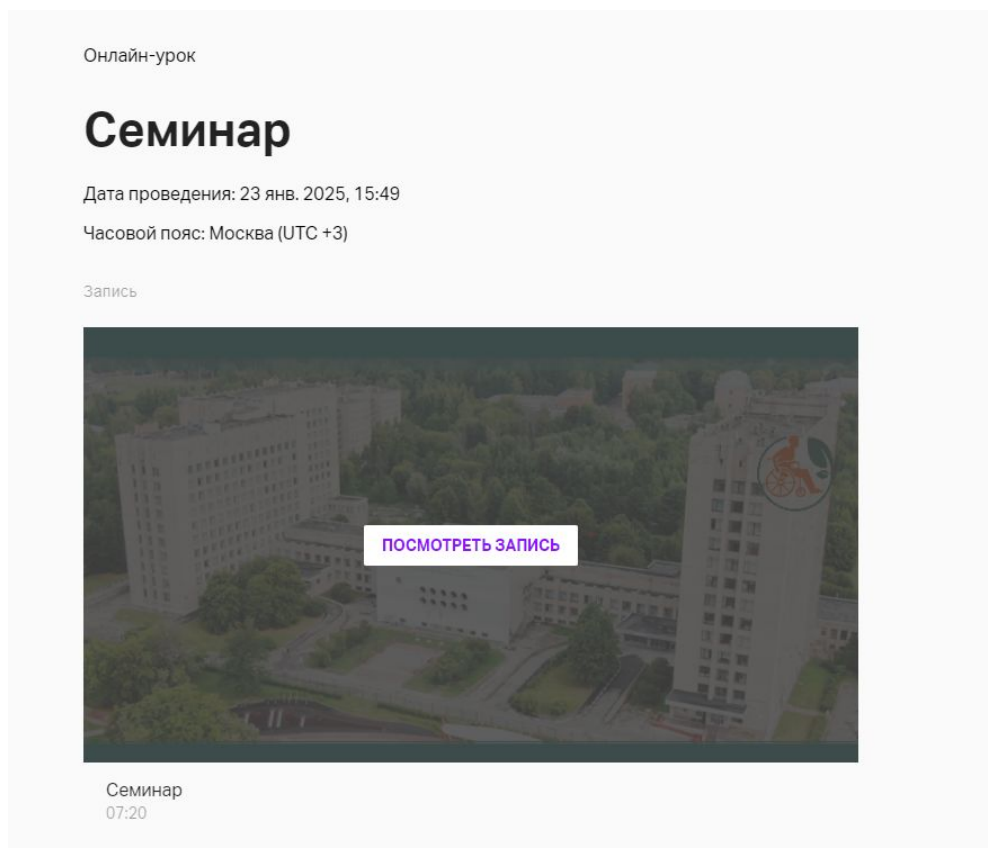 Онлайн-урок
Семинар
Дата проведения: 23 янв. 2025, 15:49
Часовой пояс: Москва (UTC +3)
Запись
ПОСМОТРЕТЬ ЗАПИСЬ
Семинар
07:20